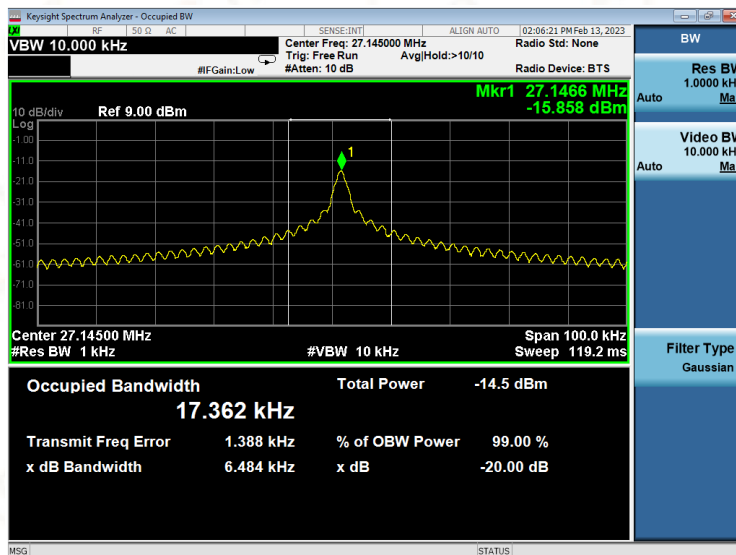 Keysight Spectrum Analyzer - Occupied BW
LXI RF 50 Ω AC SENSE:INT ALIGN AUTO 02:06:21 PM Feb 13, 2023
VBW 10.000 kHz
Center Freq: 27.145000 MHz Radio Std: None
Trig: Free Run Avg|Hold:>10/10
#IFGain:Low #Atten: 10 dB Radio Device: BTS
BW
Res BW
1.0000 kH
Auto Ma
Video BW
10.000 kH
Auto Ma
Filter Type
Gaussian
Mkr1 27.1466 MHz
-15.858 dBm
10 dB/div Ref 9.00 dBm
Log
1
-1.00
-11.0
-21.0
-31.0
-41.0
-51.0
-61.0
-71.0
-81.0
Center 27.14500 MHz Span 100.0 kHz
#Res BW 1 kHz #VBW 10 kHz Sweep 119.2 ms
Occupied Bandwidth Total Power -14.5 dBm
17.362 kHz
Transmit Freq Error 1.388 kHz % of OBW Power 99.00 %
x dB Bandwidth 6.484 kHz x dB -20.00 dB
MSG STATUS